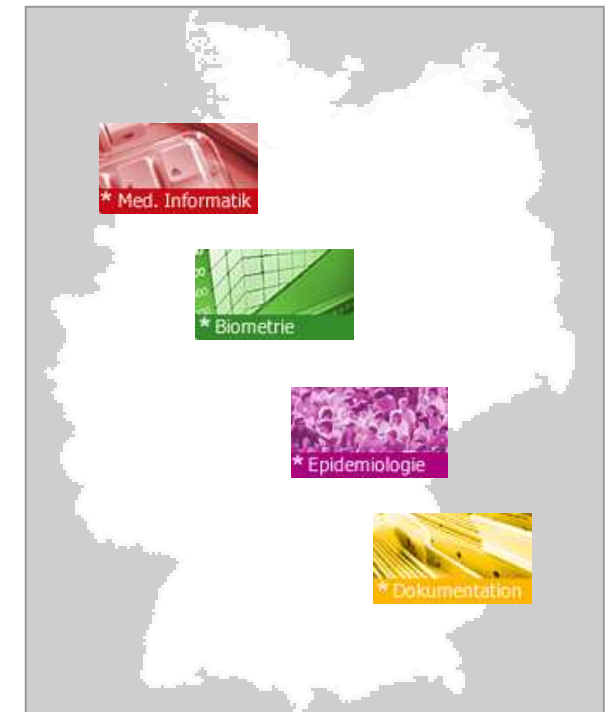 * Med. Informatik
* Biometrie
* Epidemiologie
* Dokumentation